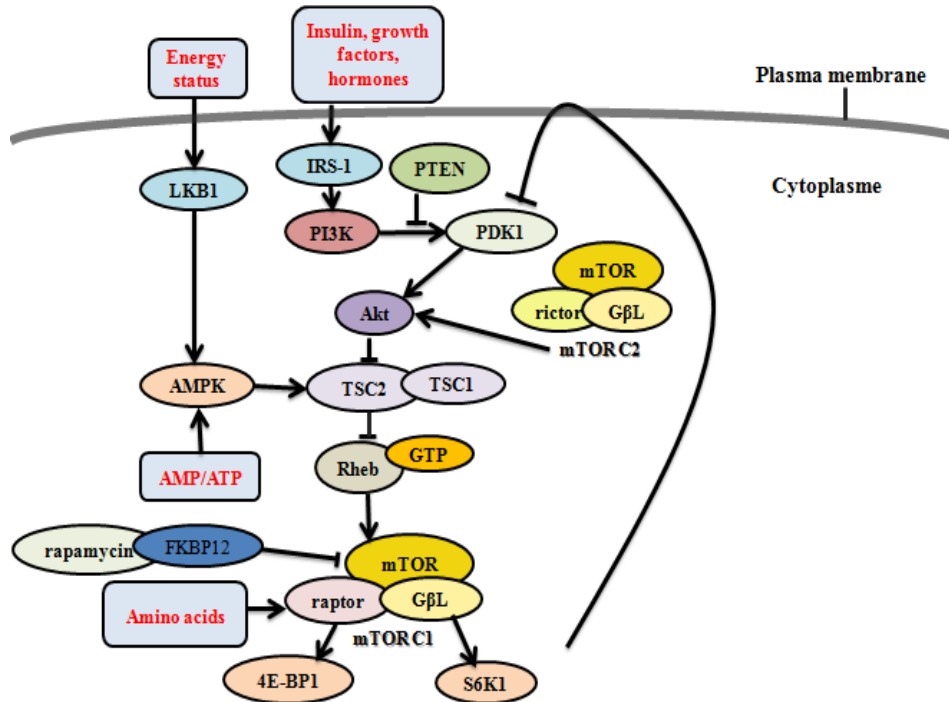 Insulin, growth
factors,
hormones
Energy
status
Plasma membrane
IRS-1
PTEN
LKB1
Cytoplasme
PI3K
PDK1
mTOR
Akt
rictor
GβL
mTORC2
AMPK
TSC2
TSC1
GTP
Rheb
AMP/ATP
rapamycin
FKBP12
mTOR
raptor
GβL
Amino acids
mTORC1
4E-BP1
S6K1